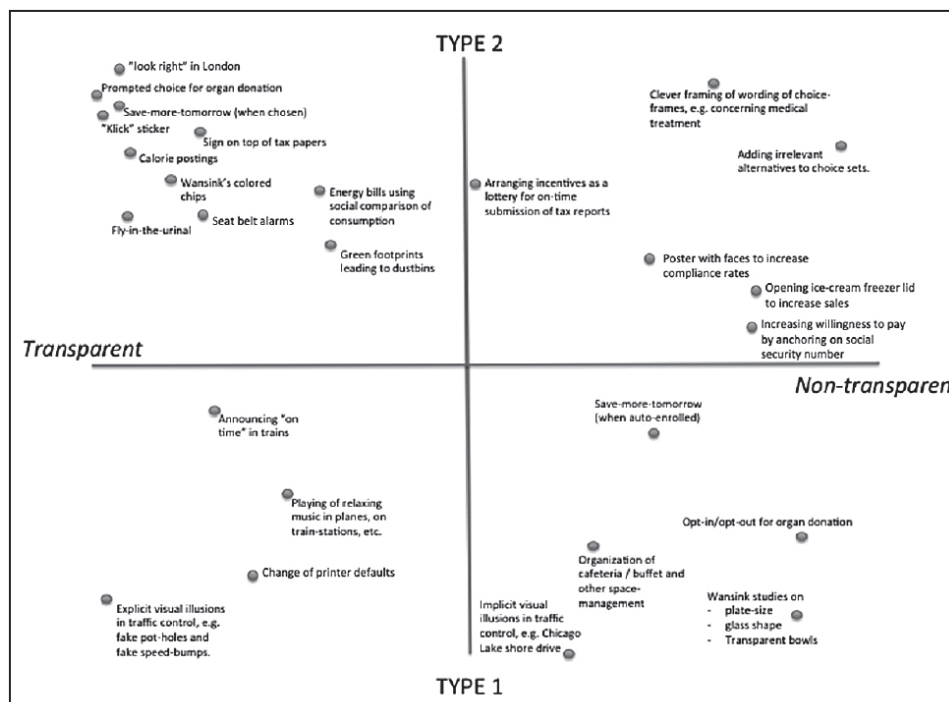 TYPE 2
"look right" in London
Prompted choice for organ donation
Save-more-tomorrow (when chosen)
"Klick" sticker
Sign on top of tax papers
Calorie postings
Wansink's colored
chips
Energy bills using
social comparison of
consumption
Fly-in-the-urinal
Seat belt alarms
Green footprints
leading to dustbins
Clever framing of wording of choice-
frames, e.g. concerning medical
treatment
Adding irrelevant
alternatives to choice sets.
Arranging incentives as a
lottery for on-time
submission of tax reports
Poster with faces to increase
compliance rates
Opening ice-cream freezer lid
to increase sales
Increasing willingness to pay
by anchoring on social
security number
Transparent
Non-transparent
Announcing "on
time" in trains
Playing of relaxing
music in planes, on
train-stations, etc.
Change of printer defaults
Explicit visual illusions
in traffic control, e.g.
fake pot-holes and
fake speed-bumps.
Save-more-tomorrow
(when auto-enrolled)
Opt-in/opt-out for organ donation
Organization of
cafeteria / buffet and
other space-
management
Implicit visual
illusions in traffic
control, e.g. Chicago
Lake shore drive
Wansink studies on
- plate-size
- glass shape
- Transparent bowls
TYPE 1